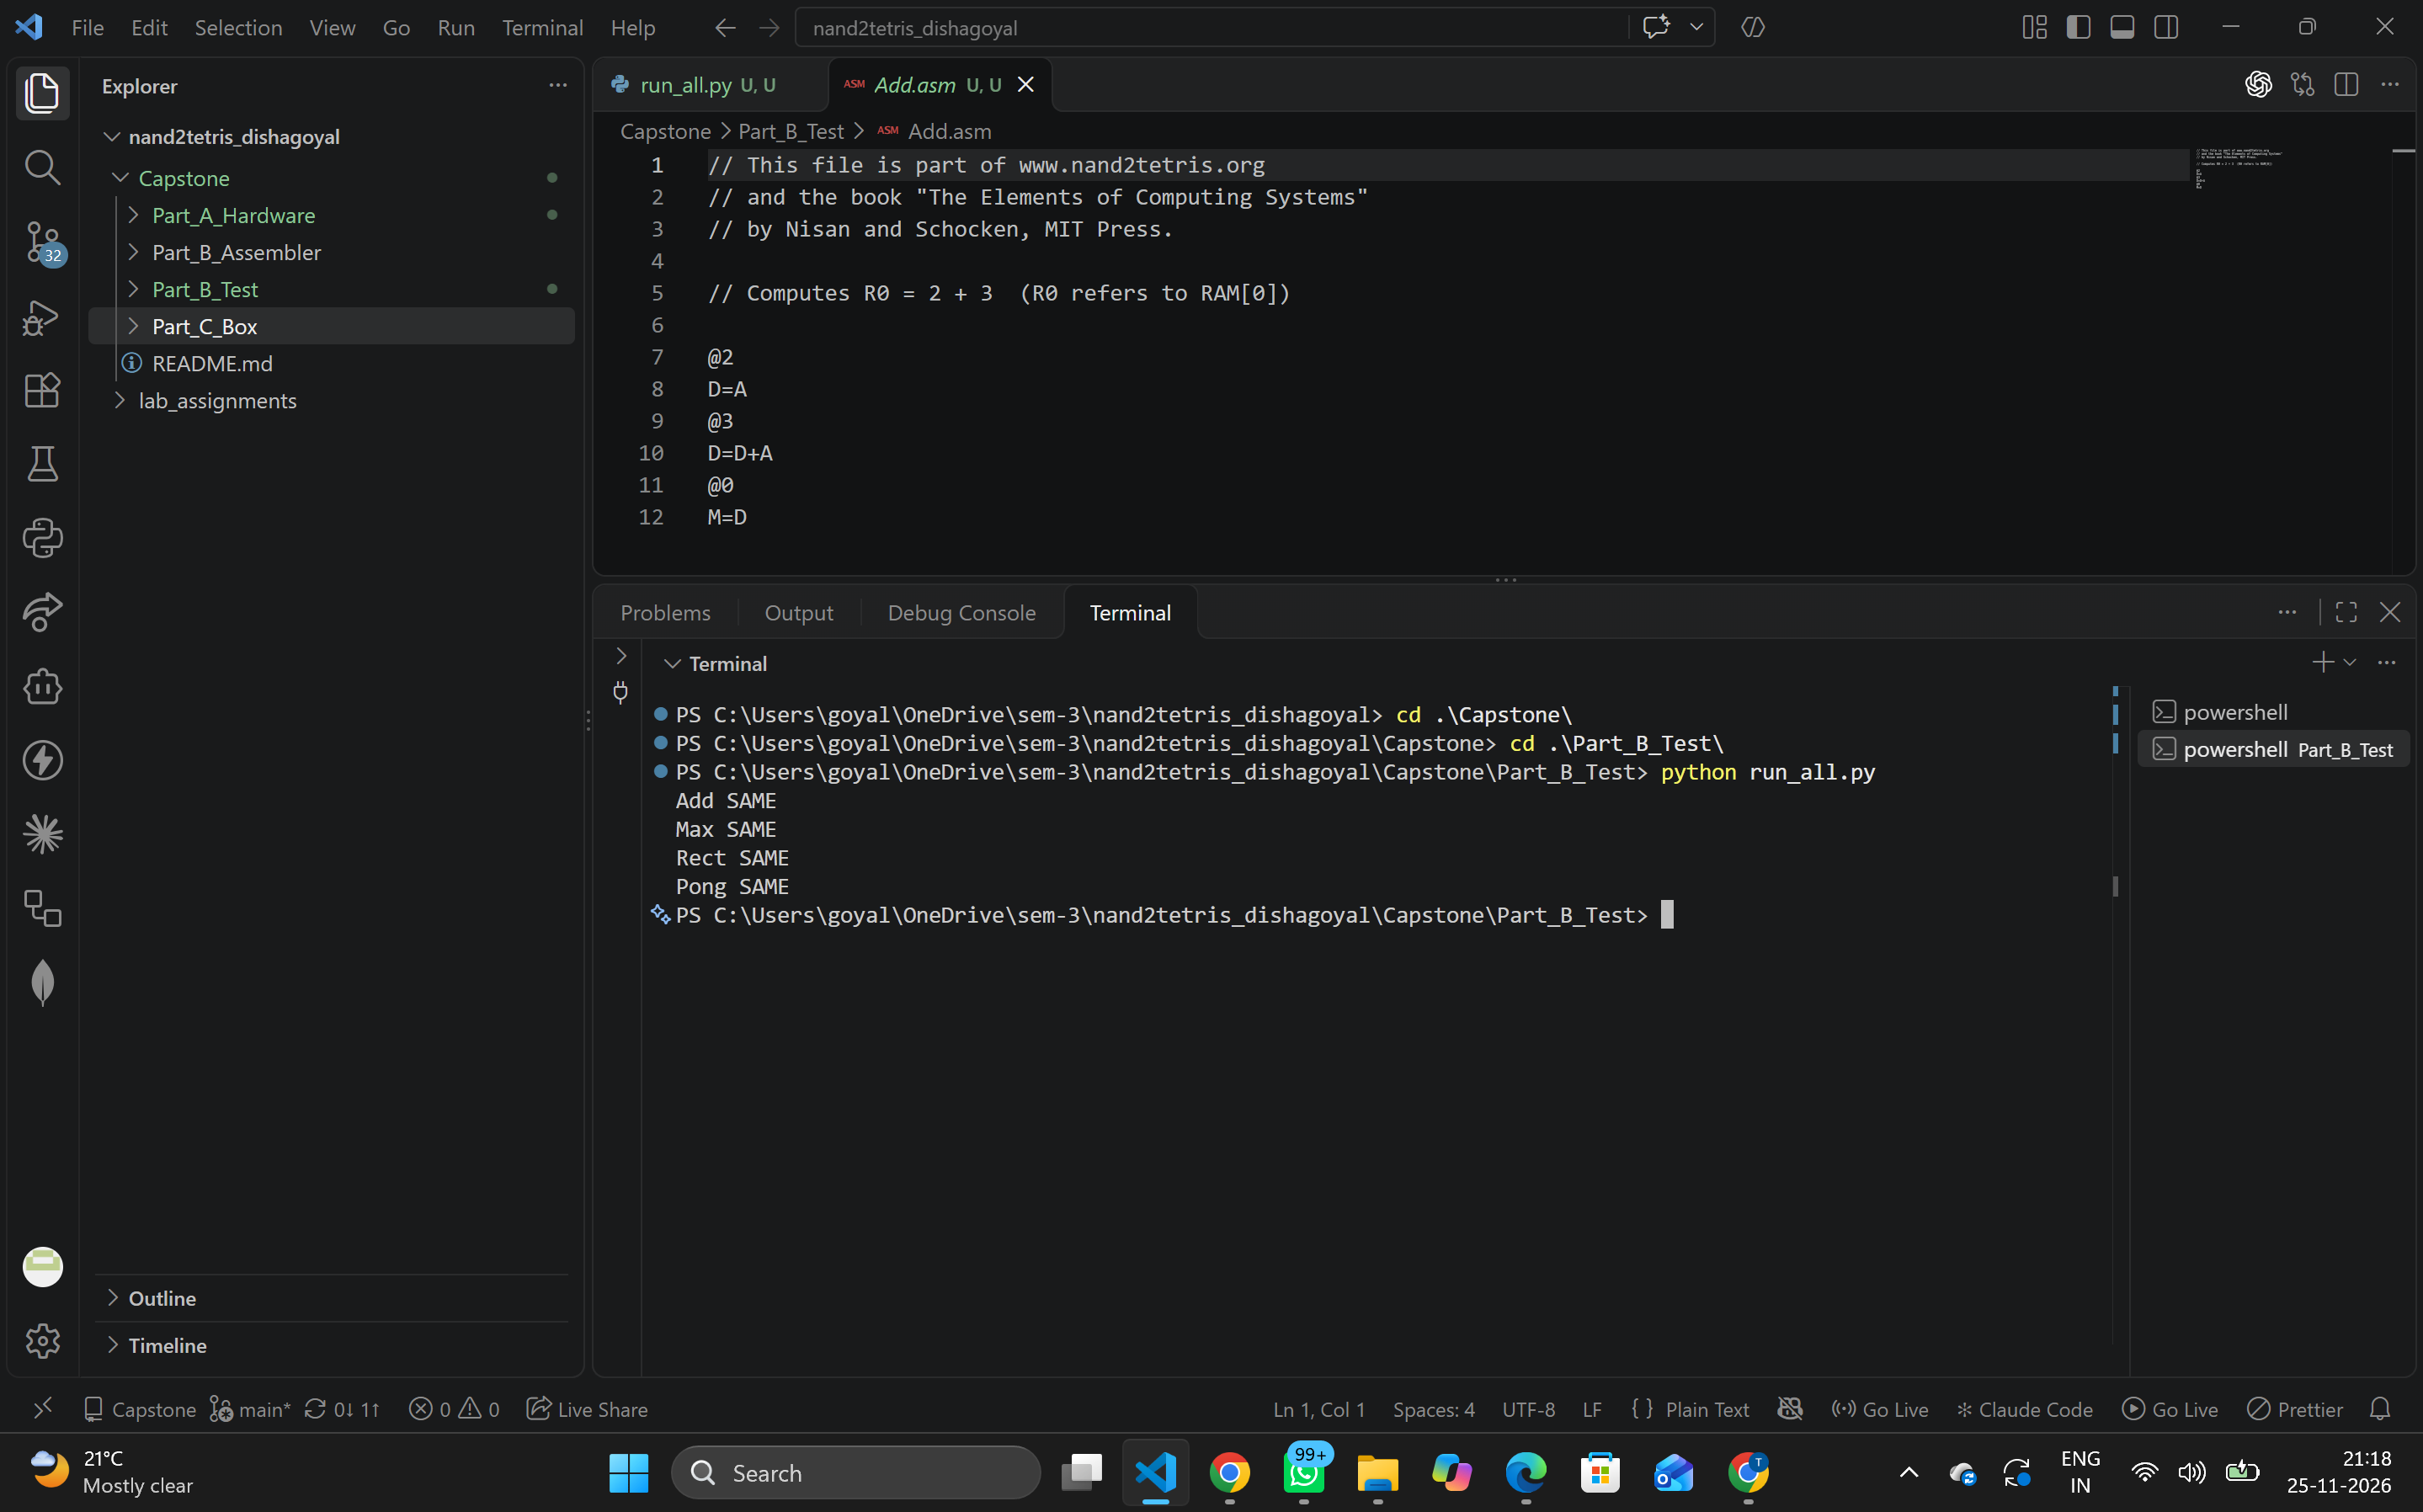 File Edit Selection View Go Run Terminal Help
nand2tetris_dishagoyal
Explorer
nand2tetris_dishagoyal
Capstone
Part_A_Hardware
Part_B_Assembler
Part_B_Test
Part_C_Box
README.md
lab_assignments
32
Outline
Timeline
run_all.py U, U
ASM Add.asm U, U
Capstone > Part_B_Test > ASM Add.asm
1 // This file is part of www.nand2tetris.org
2 // and the book "The Elements of Computing Systems"
3 // by Nisan and Schocken, MIT Press.
4
5 // Computes R0 = 2 + 3  (R0 refers to RAM[0])
6
7 @2
8 D=A
9 @3
10 D=D+A
11 @0
12 M=D
Problems Output Debug Console Terminal
Terminal
PS C:\Users\goyal\OneDrive\sem-3\nand2tetris_dishagoyal> cd .\Capstone\
PS C:\Users\goyal\OneDrive\sem-3\nand2tetris_dishagoyal\Capstone> cd .\Part_B_Test\
PS C:\Users\goyal\OneDrive\sem-3\nand2tetris_dishagoyal\Capstone\Part_B_Test> python run_all.py
Add SAME
Max SAME
Rect SAME
Pong SAME
PS C:\Users\goyal\OneDrive\sem-3\nand2tetris_dishagoyal\Capstone\Part_B_Test>
powershell
powershell Part_B_Test
Capstone main* 0↓ 1↑ 0 0 Live Share
Ln 1, Col 1 Spaces: 4 UTF-8 LF { } Plain Text Go Live Claude Code Go Live Prettier
21°C
Mostly clear
Search
99+
T
ENG
IN
21:18
25-11-2026